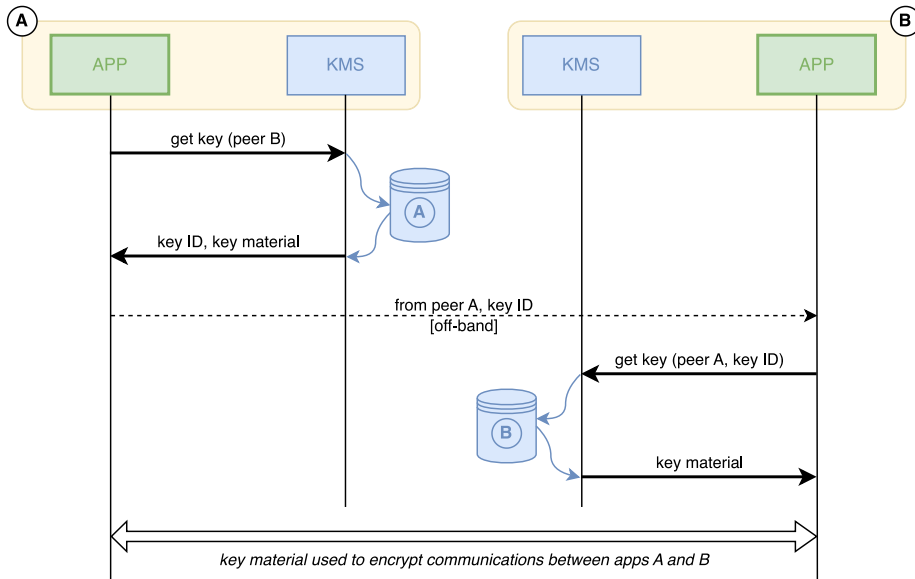 A
B
APP
KMS
KMS
APP
get key (peer B)
A
key ID, key material
from peer A, key ID
[off-band]
get key (peer A, key ID)
B
key material
key material used to encrypt communications between apps A and B